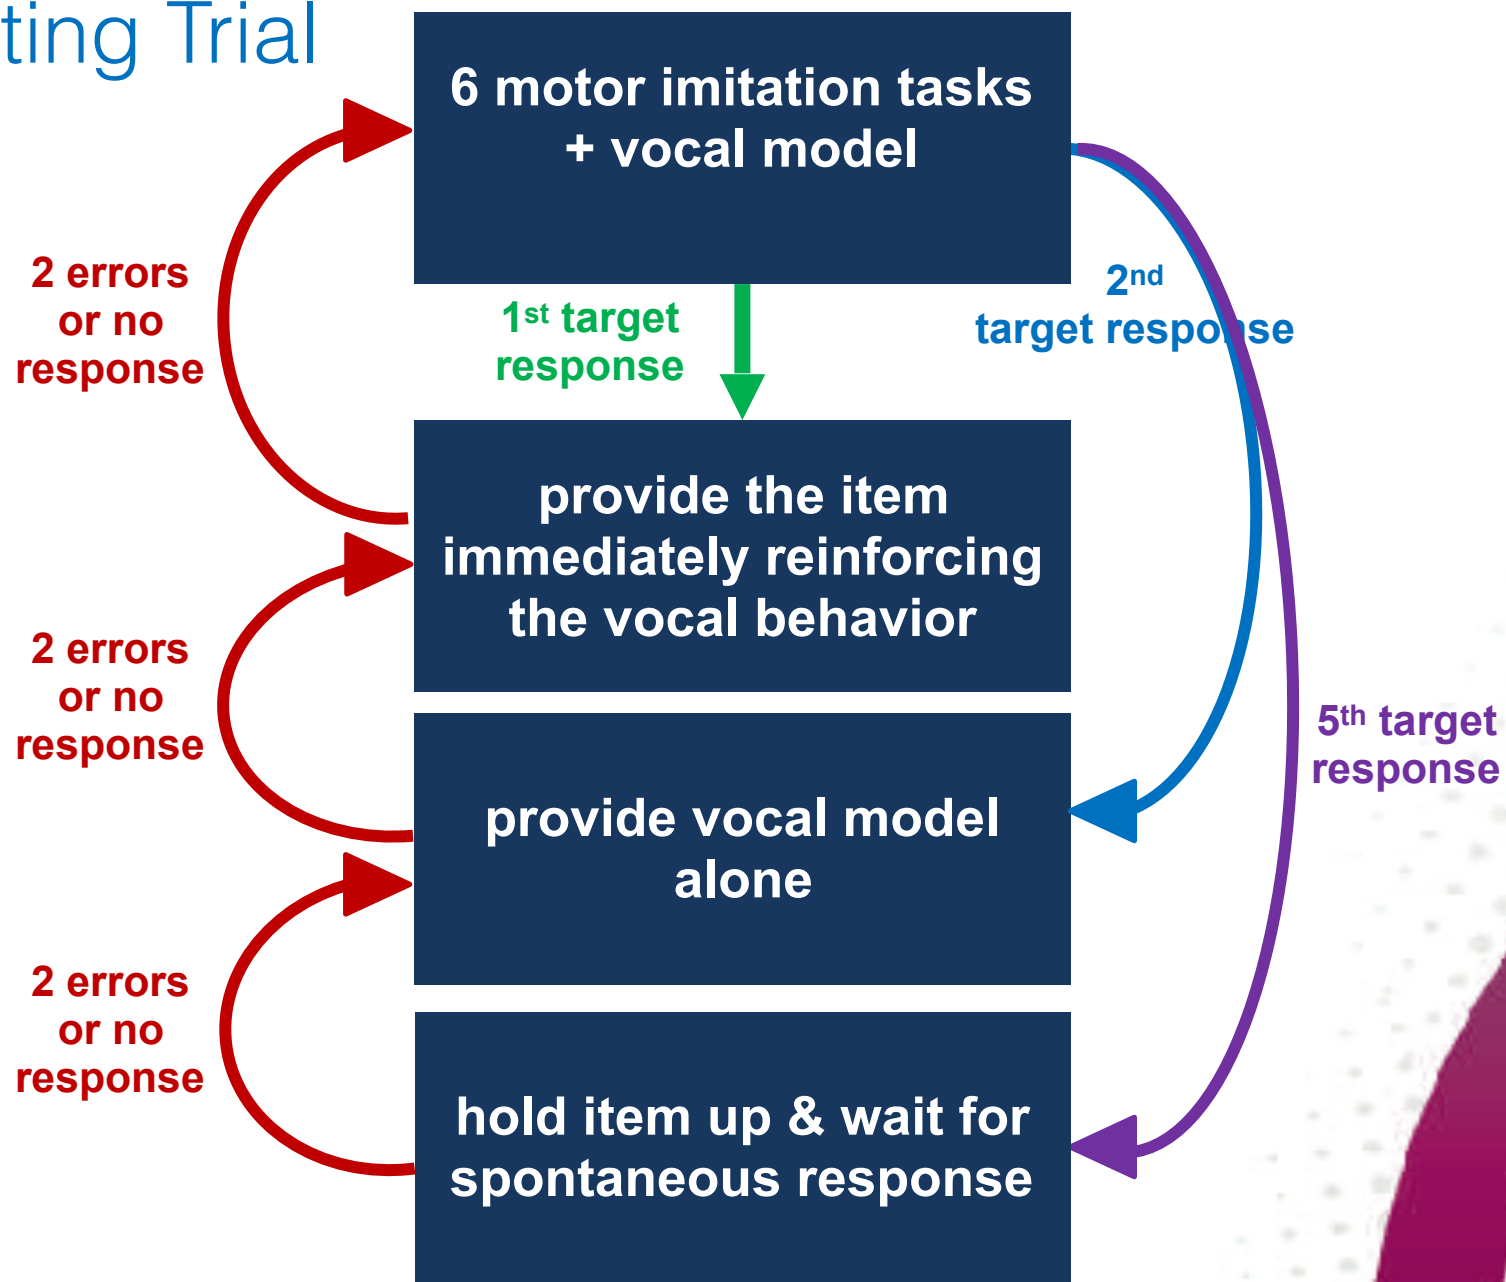 ting Trial
6 motor imitation tasks
+ vocal model
2 errors
or no
response
1st target
response
2nd
target response
provide the item
immediately reinforcing
the vocal behavior
2 errors
or no
response
5th target
response
provide vocal model
alone
2 errors
or no
response
hold item up & wait for
spontaneous response